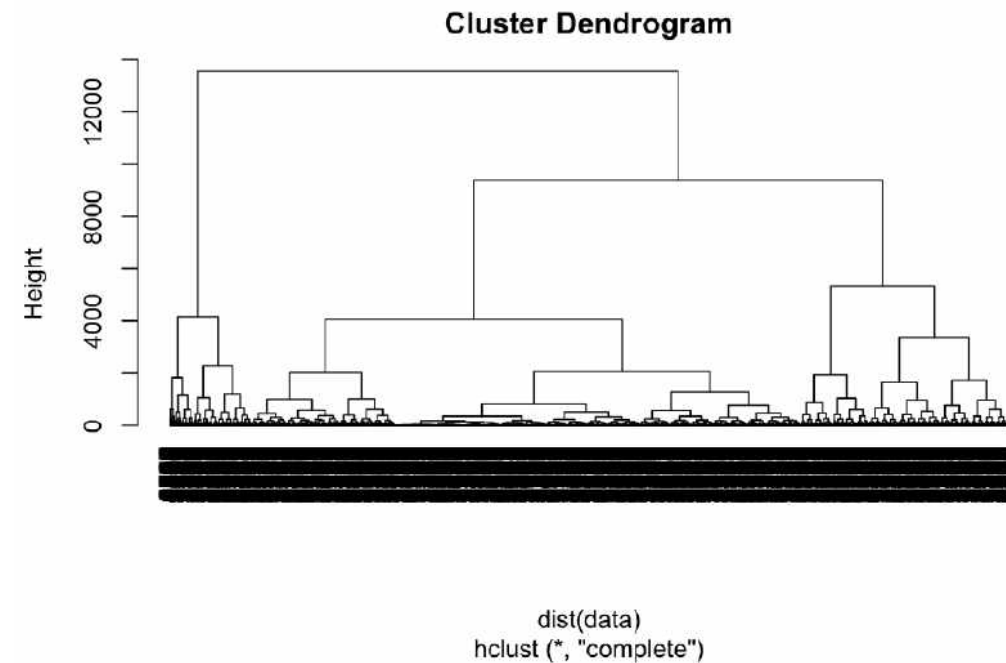 Cluster Dendrogram
Height
12000
8000
4000
0
dist(data)
hclust (*, "complete")